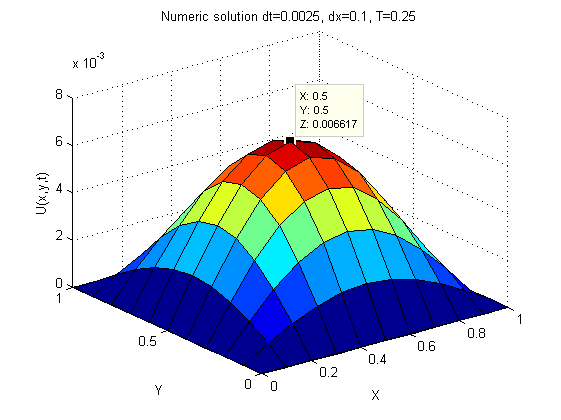 Numeric solution dt=0.0025, dx=0.1, T=0.25
x 10^-3
X: 0.5
Y: 0.5
Z: 0.006617
8
6
4
2
0
U(x,y,t)
1
0.5
0
Y
0
0.2
0.4
0.6
0.8
1
X